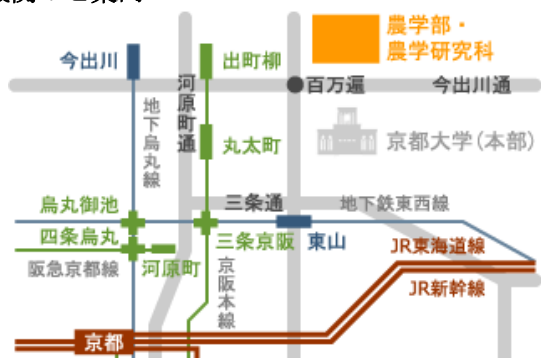 農学部・
農学研究科
今出川
出町柳
河原町通
百万遍
今出川通
地下烏丸線
丸太町
京都大学(本部)
烏丸御池
三条通
地下鉄東西線
四条烏丸
三条京阪
東山
JR東海道線
阪急京都線
河原町
京阪本線
JR新幹線
京都